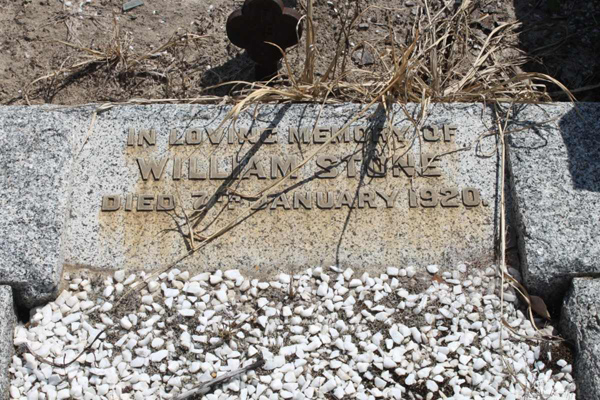 IN LOVING MEMORY OF
WILLIAM STONE
DIED 7TH JANUARY 1920.